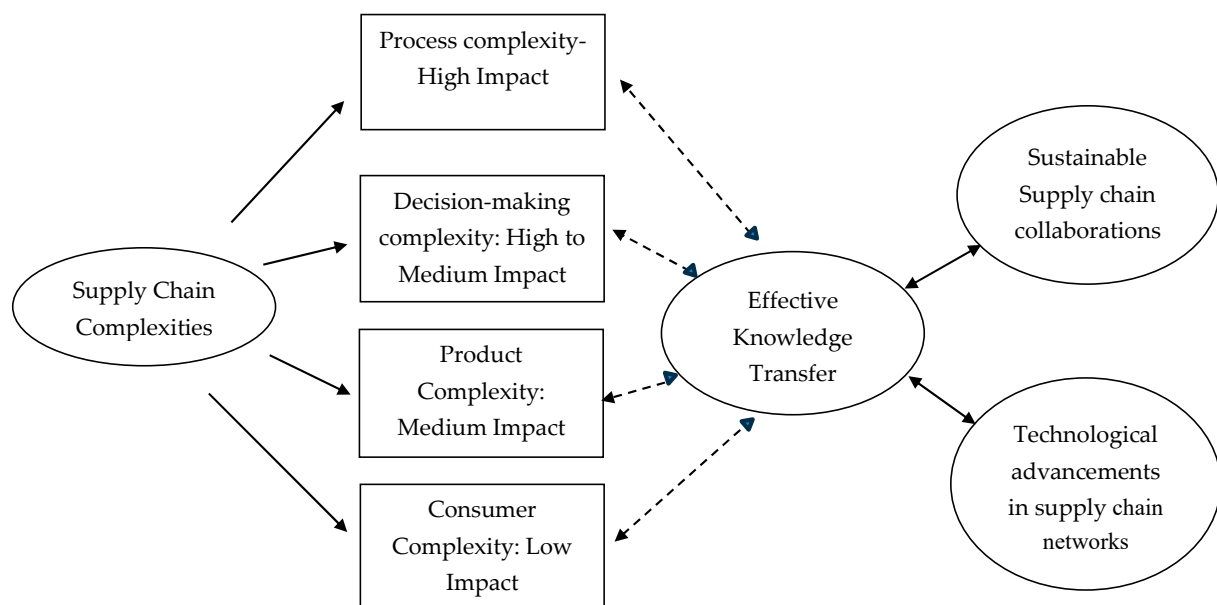 Process complexity-
High Impact
Decision-making
complexity: High to
Medium Impact
Supply Chain
Complexities
Product
Complexity:
Medium Impact
Consumer
Complexity: Low
Impact
Effective
Knowledge
Transfer
Sustainable
Supply chain
collaborations
Technological
advancements
in supply chain
networks